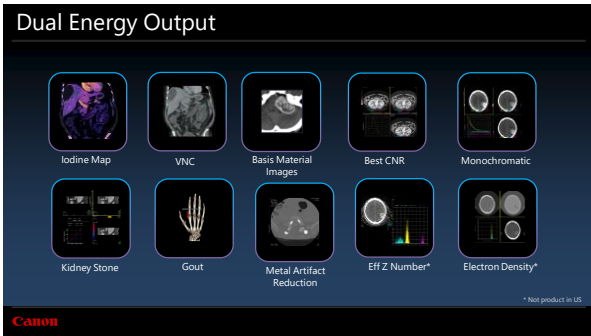 Dual Energy Output
Iodine Map
VNC
Basis Material
Images
Best CNR
Monochromatic
Kidney Stone
Gout
Metal Artifact
Reduction
Eff Z Number*
Electron Density*
* Not product in US
Canon